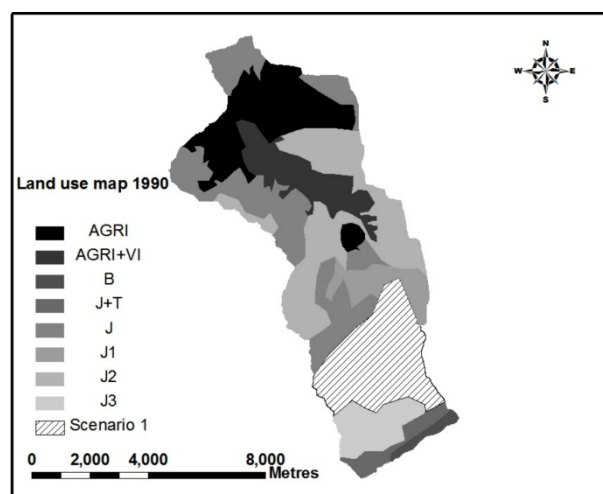 N
W E
S
Land use map 1990
AGRI
AGRI+VI
B
J+T
J
J1
J2
J3
Scenario 1
0 2,000 4,000 8,000
Metres